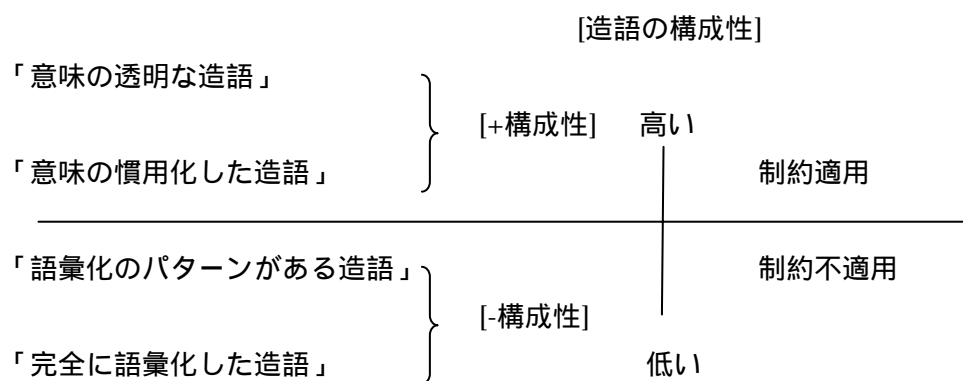 [造語の構成性]
「意味の透明な造語」
[+構成性] 高い
「意味の慣用化した造語」 制約適用
「語彙化のパターンがある造語」 制約不適用
[-構成性]
「完全に語彙化した造語」 低い